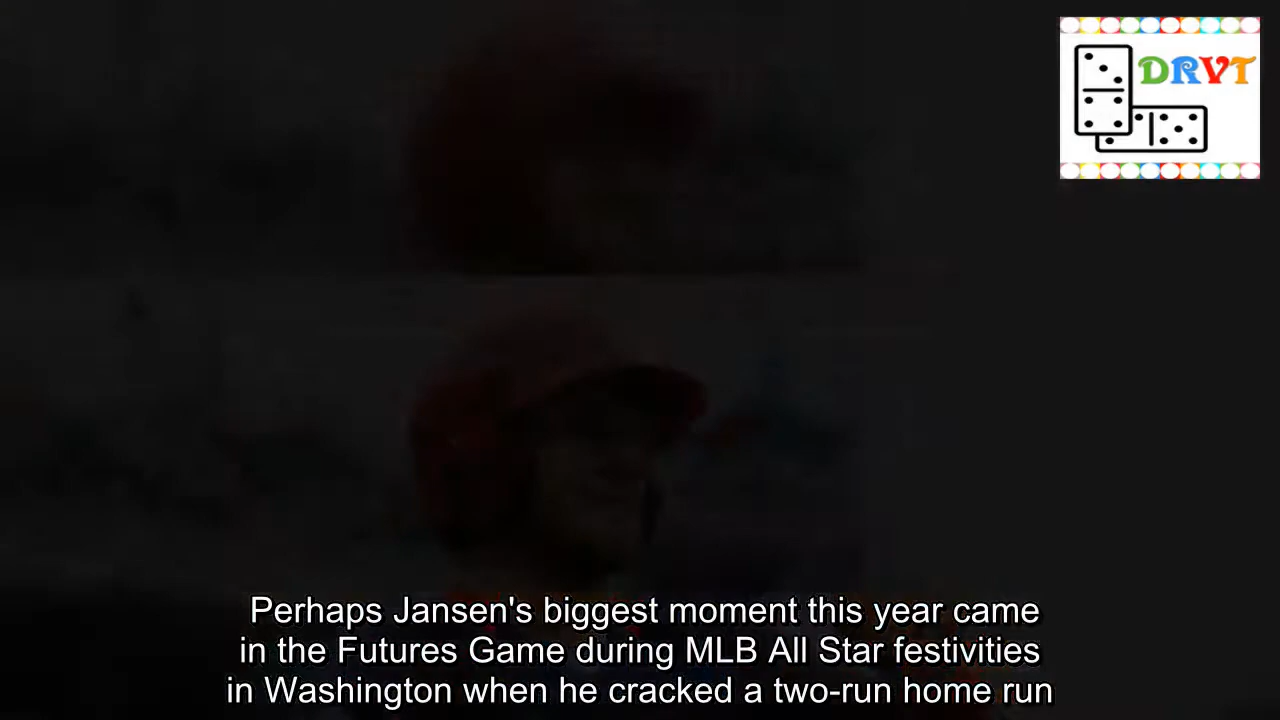 DRVT
Perhaps Jansen's biggest moment this year came
in the Futures Game during MLB All Star festivities
in Washington when he cracked a two-run home run